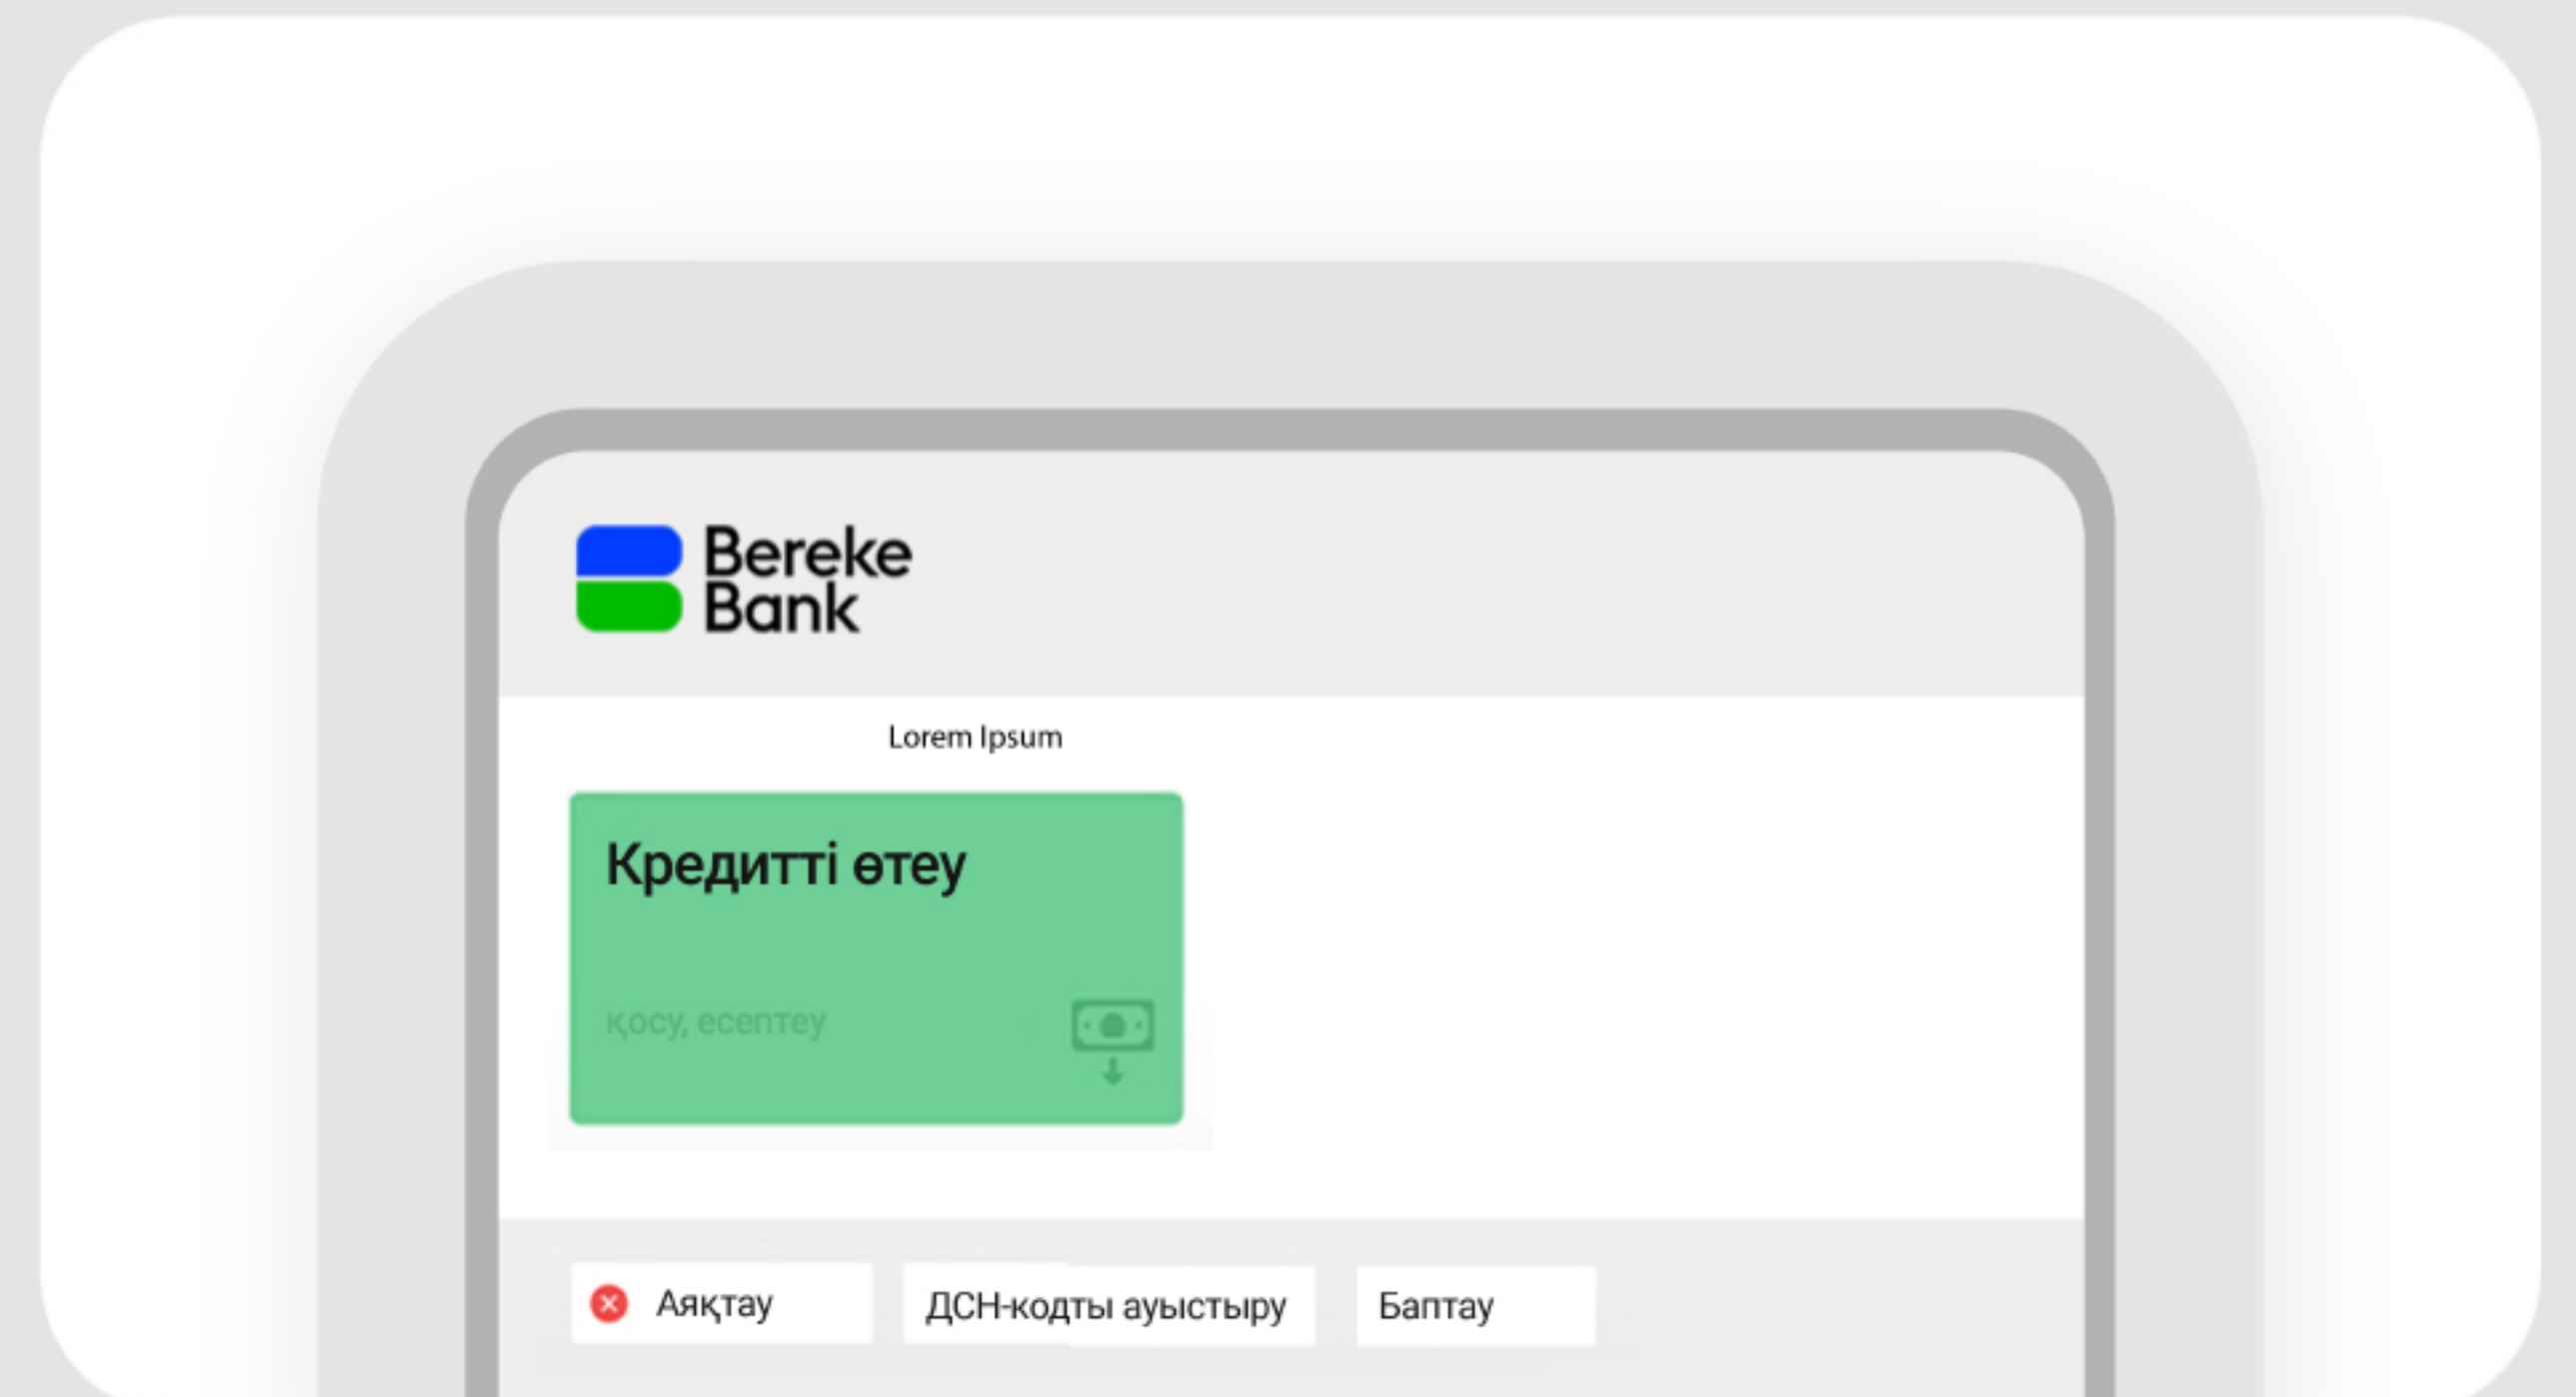 Bereke
Bank
Lorem Ipsum
Кредитті өтеу
қосу, есептеу
Аяқтау
ДСН-кодты ауыстыру
Баптау